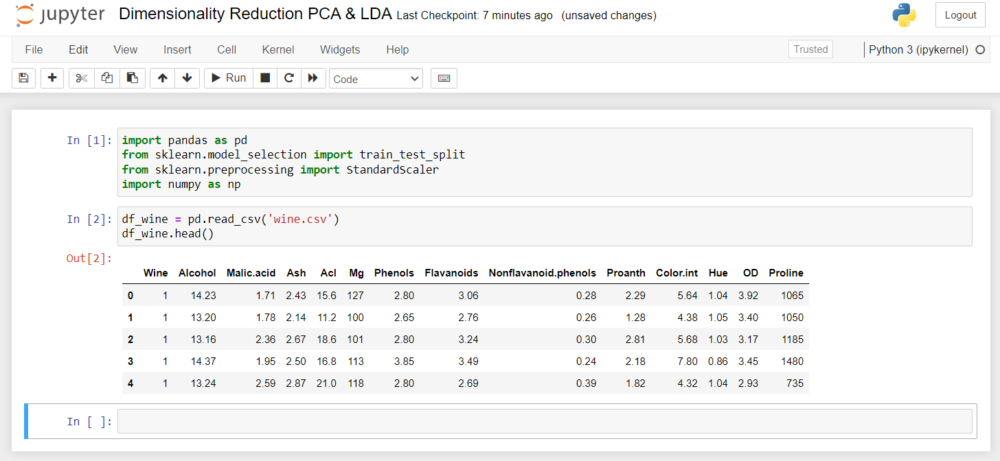 jupyter Dimensionality Reduction PCA & LDA Last Checkpoint: 7 minutes ago (unsaved changes) Logout
File Edit View Insert Cell Kernel Widgets Help Trusted Python 3 (ipykernel)
Run Code
In [1]: import pandas as pd
from sklearn.model_selection import train_test_split
from sklearn.preprocessing import StandardScaler
import numpy as np
In [2]: df_wine = pd.read_csv('wine.csv')
df_wine.head()
Out[2]:
Wine Alcohol Malic.acid Ash Acl Mg Phenols Flavanoids Nonflavanoid.phenols Proanth Color.int Hue OD Proline
0 1 14.23 1.71 2.43 15.6 127 2.80 3.06 0.28 2.29 5.64 1.04 3.92 1065
1 1 13.20 1.78 2.14 11.2 100 2.65 2.76 0.26 1.28 4.38 1.05 3.40 1050
2 1 13.16 2.36 2.67 18.6 101 2.80 3.24 0.30 2.81 5.68 1.03 3.17 1185
3 1 14.37 1.95 2.50 16.8 113 3.85 3.49 0.24 2.18 7.80 0.86 3.45 1480
4 1 13.24 2.59 2.87 21.0 118 2.80 2.69 0.39 1.82 4.32 1.04 2.93 735
In [ ]: